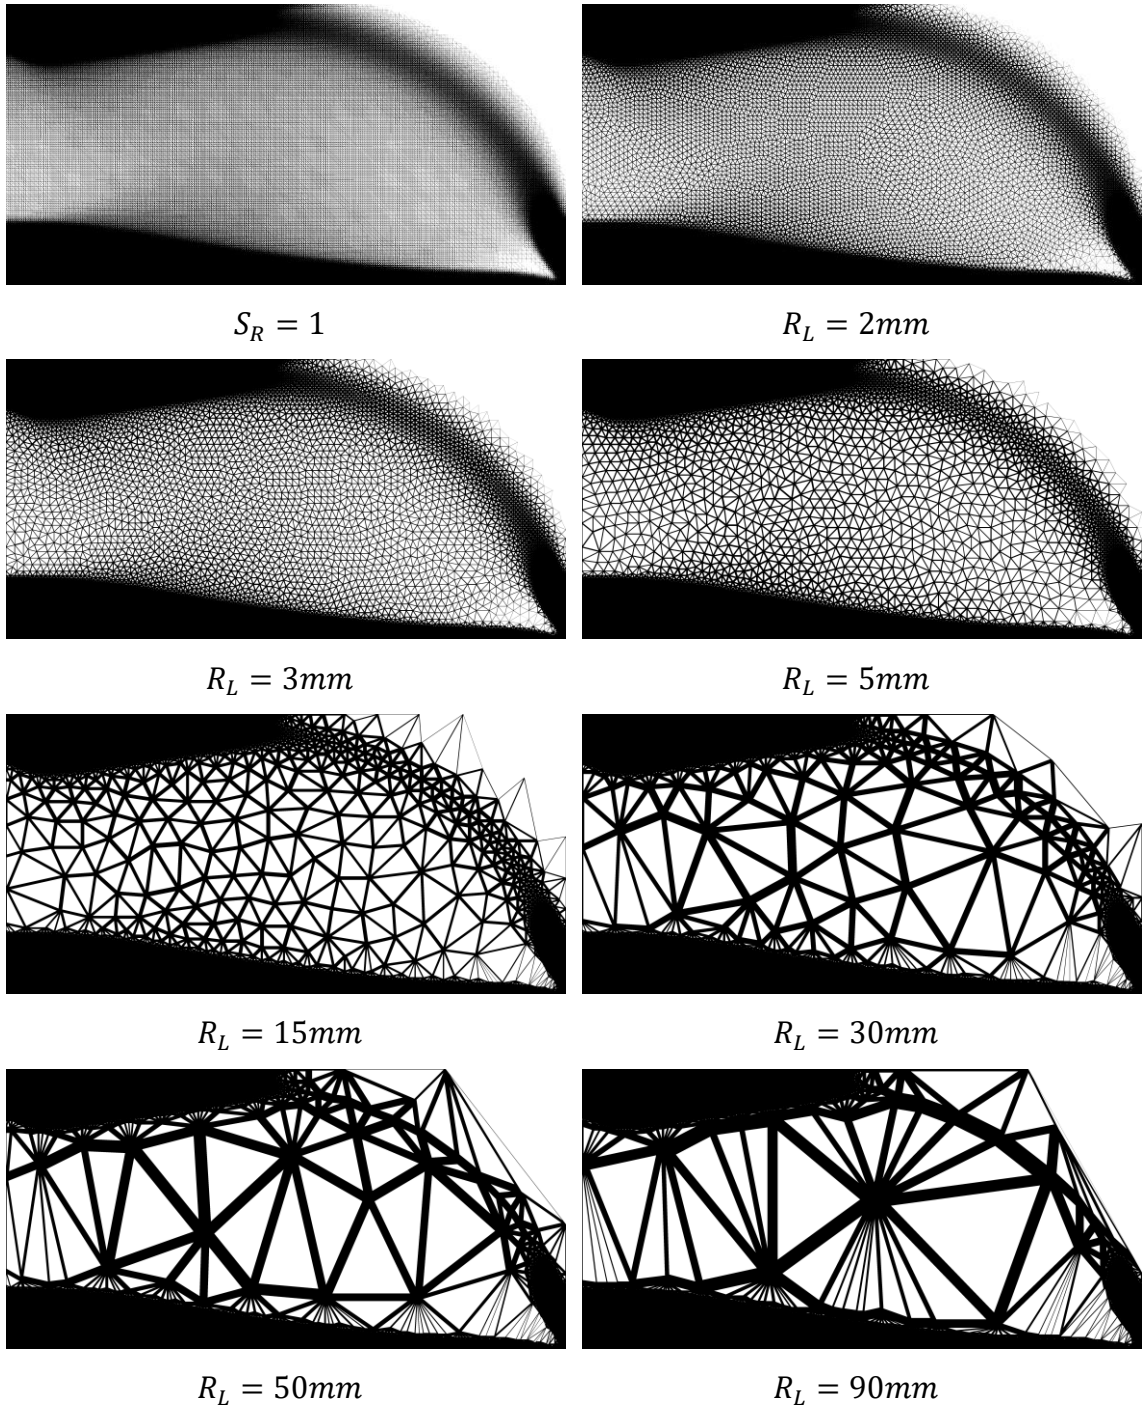 S_R = 1
R_L = 2mm
R_L = 3mm
R_L = 5mm
R_L = 15mm
R_L = 30mm
R_L = 50mm
R_L = 90mm